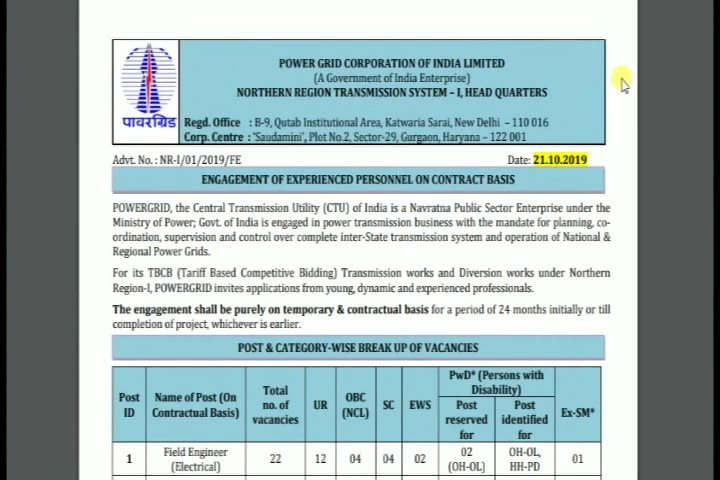 POWER GRID CORPORATION OF INDIA LIMITED
(A Government of India Enterprise)
NORTHERN REGION TRANSMISSION SYSTEM – I, HEAD QUARTERS
पावरग्रिड
Regd. Office : B-9, Qutab Institutional Area, Katwaria Sarai, New Delhi – 110 016
Corp. Centre : 'Saudamini', Plot No.2, Sector-29, Gurgaon, Haryana – 122 001
Advt. No. : NR-I/01/2019/FE Date: 21.10.2019
ENGAGEMENT OF EXPERIENCED PERSONNEL ON CONTRACT BASIS
POWERGRID, the Central Transmission Utility (CTU) of India is a Navratna Public Sector Enterprise under the
Ministry of Power; Govt. of India is engaged in power transmission business with the mandate for planning, co-
ordination, supervision and control over complete inter-State transmission system and operation of National &
Regional Power Grids.
For its TBCB (Tariff Based Competitive Bidding) Transmission works and Diversion works under Northern
Region-I, POWERGRID invites applications from young, dynamic and experienced professionals.
The engagement shall be purely on temporary & contractual basis for a period of 24 months initially or till
completion of project, whichever is earlier.
POST & CATEGORY-WISE BREAK UP OF VACANCIES
Post ID
Name of Post (On Contractual Basis)
Total no. of vacancies
UR
OBC (NCL)
SC
EWS
PwD* (Persons with Disability)
Post reserved for
Post identified for
Ex-SM*
1
Field Engineer (Electrical)
22
12
04
04
02
02 (OH-OL)
OH-OL, HH-PD
01